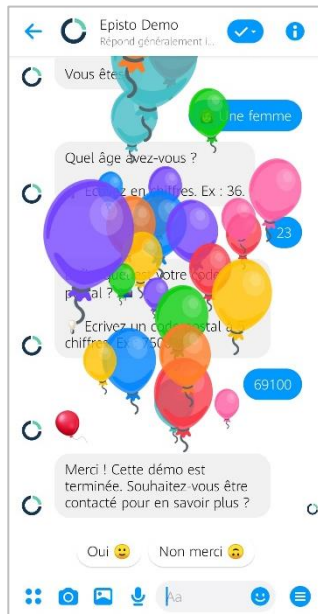 Episto Demo
Répond généralement i...
Vous êtes
Une femme
Quel âge avez-vous ?
en chiffres. Ex : 36.
23
votre code
postal ?
Ecrivez un code postal
chiffres. Ex
69100
Merci ! Cette démo est
terminée. Souhaitez-vous être
contacté pour en savoir plus ?
Oui
Non merci
Aa